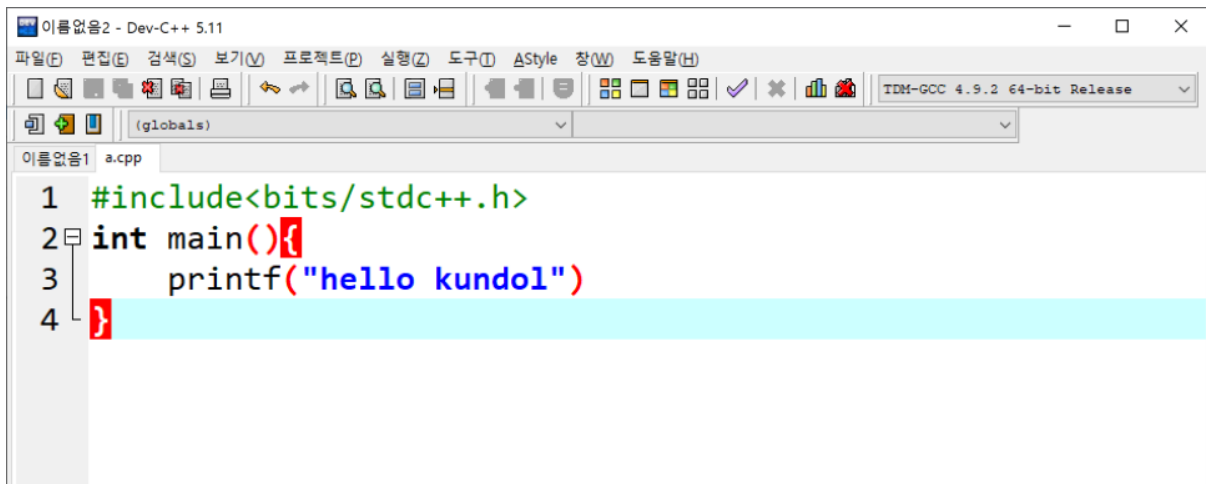 이름없음2 - Dev-C++ 5.11
파일(F) 편집(E) 검색(S) 보기(V) 프로젝트(P) 실행(Z) 도구(T) AStyle 창(W) 도움말(H)
TDM-GCC 4.9.2 64-bit Release
(globals)
이름없음1 a.cpp
1 #include<bits/stdc++.h>
2 int main(){
3 printf("hello kundol")
4 }